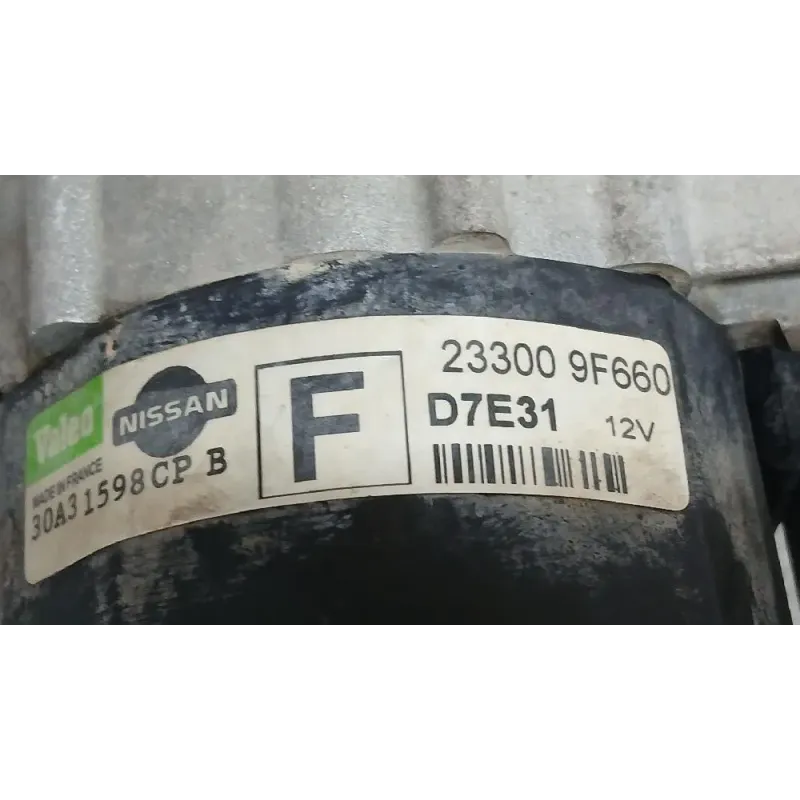 Valeo
NISSAN
MADE IN FRANCE
30A31598CP B
F
23300 9F660
D7E31
12V